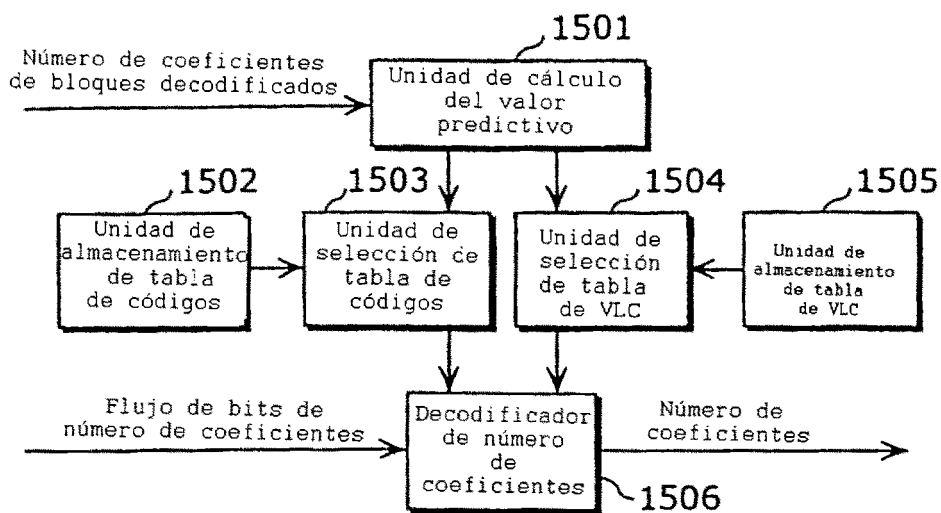 1501
Número de coeficientes
de bloques decodificados
Unidad de cálculo
del valor
predictivo
1502
1503
1504
1505
Unidad de
almacenamiento
de tabla
de códigos
Unidad de
selección de
tabla de
códigos
Unidad de
selección
de tabla
de VLC
Unidad de
almacenamiento
de tabla
de VLC
Flujo de bits de
número de coeficientes
Decodificador
de número
de
coeficientes
Número de
coeficientes
1506